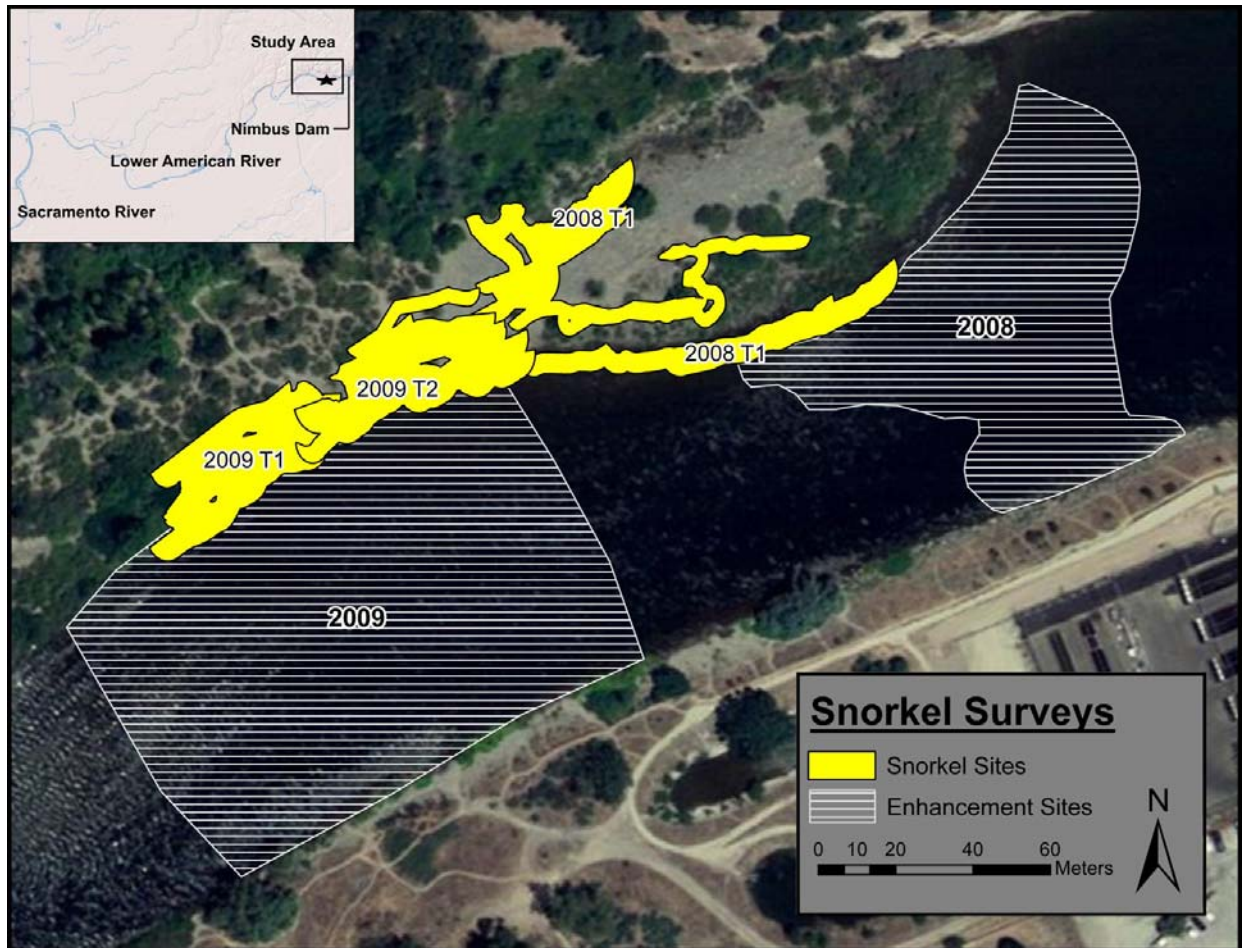 Study Area
Nimbus Dam
Lower American River
Sacramento River
2008 T1
2008
2008 T1
2009 T2
2009 T1
2009
Snorkel Surveys
Snorkel Sites
Enhancement Sites
N
0 10 20 40 60
Meters